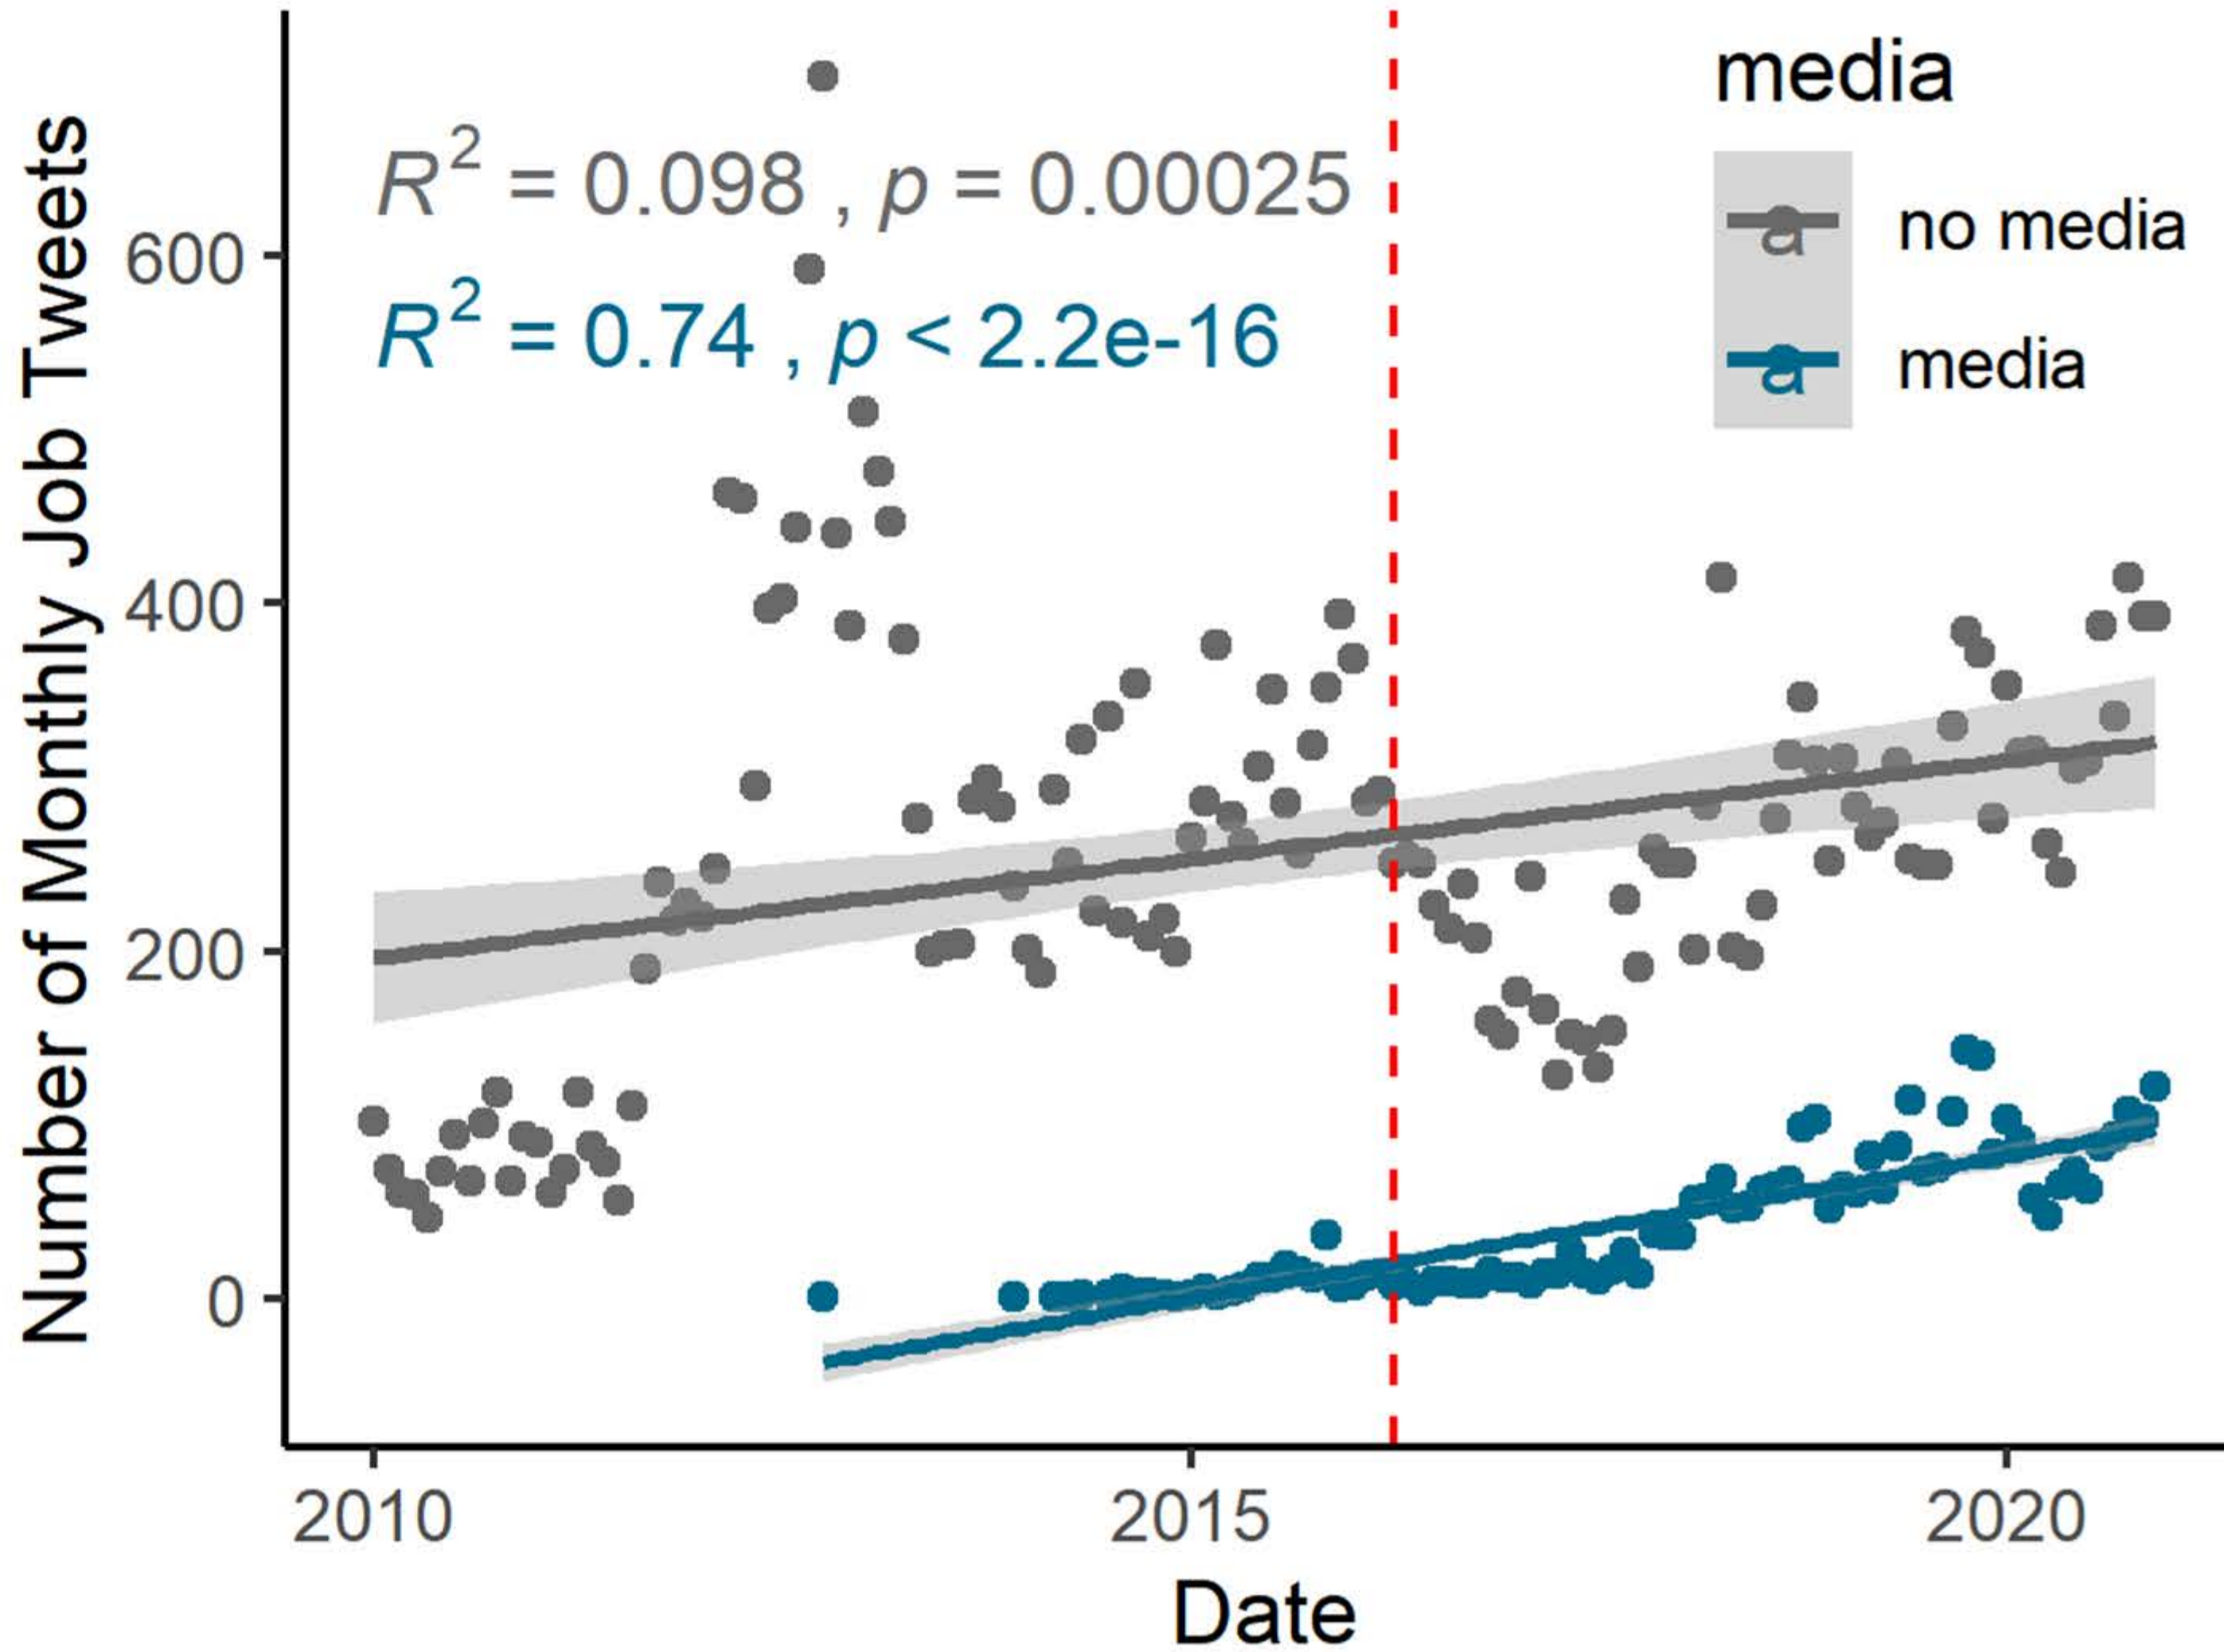 Number of Monthly Job Tweets
600
400
200
0
R² = 0.098 , p = 0.00025
R² = 0.74 , p < 2.2e-16
media
a no media
a media
2010 2015 2020
Date